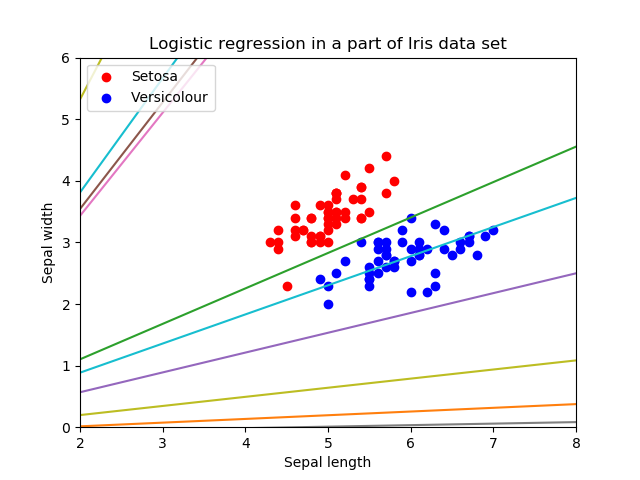 Logistic regression in a part of Iris data set
Setosa
Versicolour
6
5
4
3
2
1
0
Sepal width
2
3
4
5
6
7
8
Sepal length